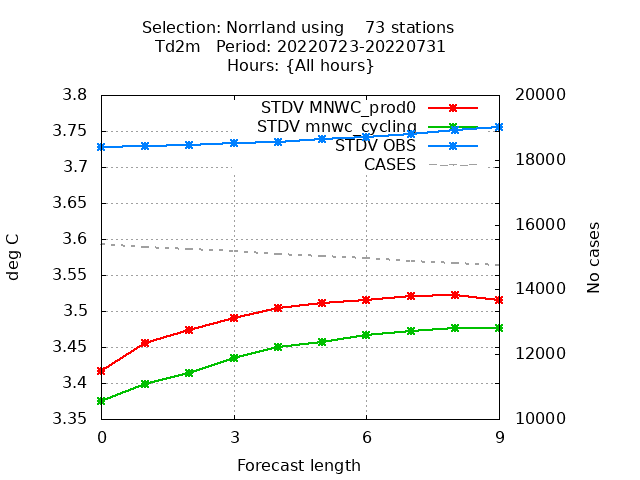 Selection: Norrland using    73 stations
Td2m   Period: 20220723-20220731
Hours: {All hours}
3.8
3.75
3.7
3.65
3.6
3.55
3.5
3.45
3.4
3.35
deg C
STDV MNWC_prod0
STDV mnwc_cycling
STDV OBS
CASES
20000
18000
16000
14000
12000
10000
No cases
0
3
6
9
Forecast length